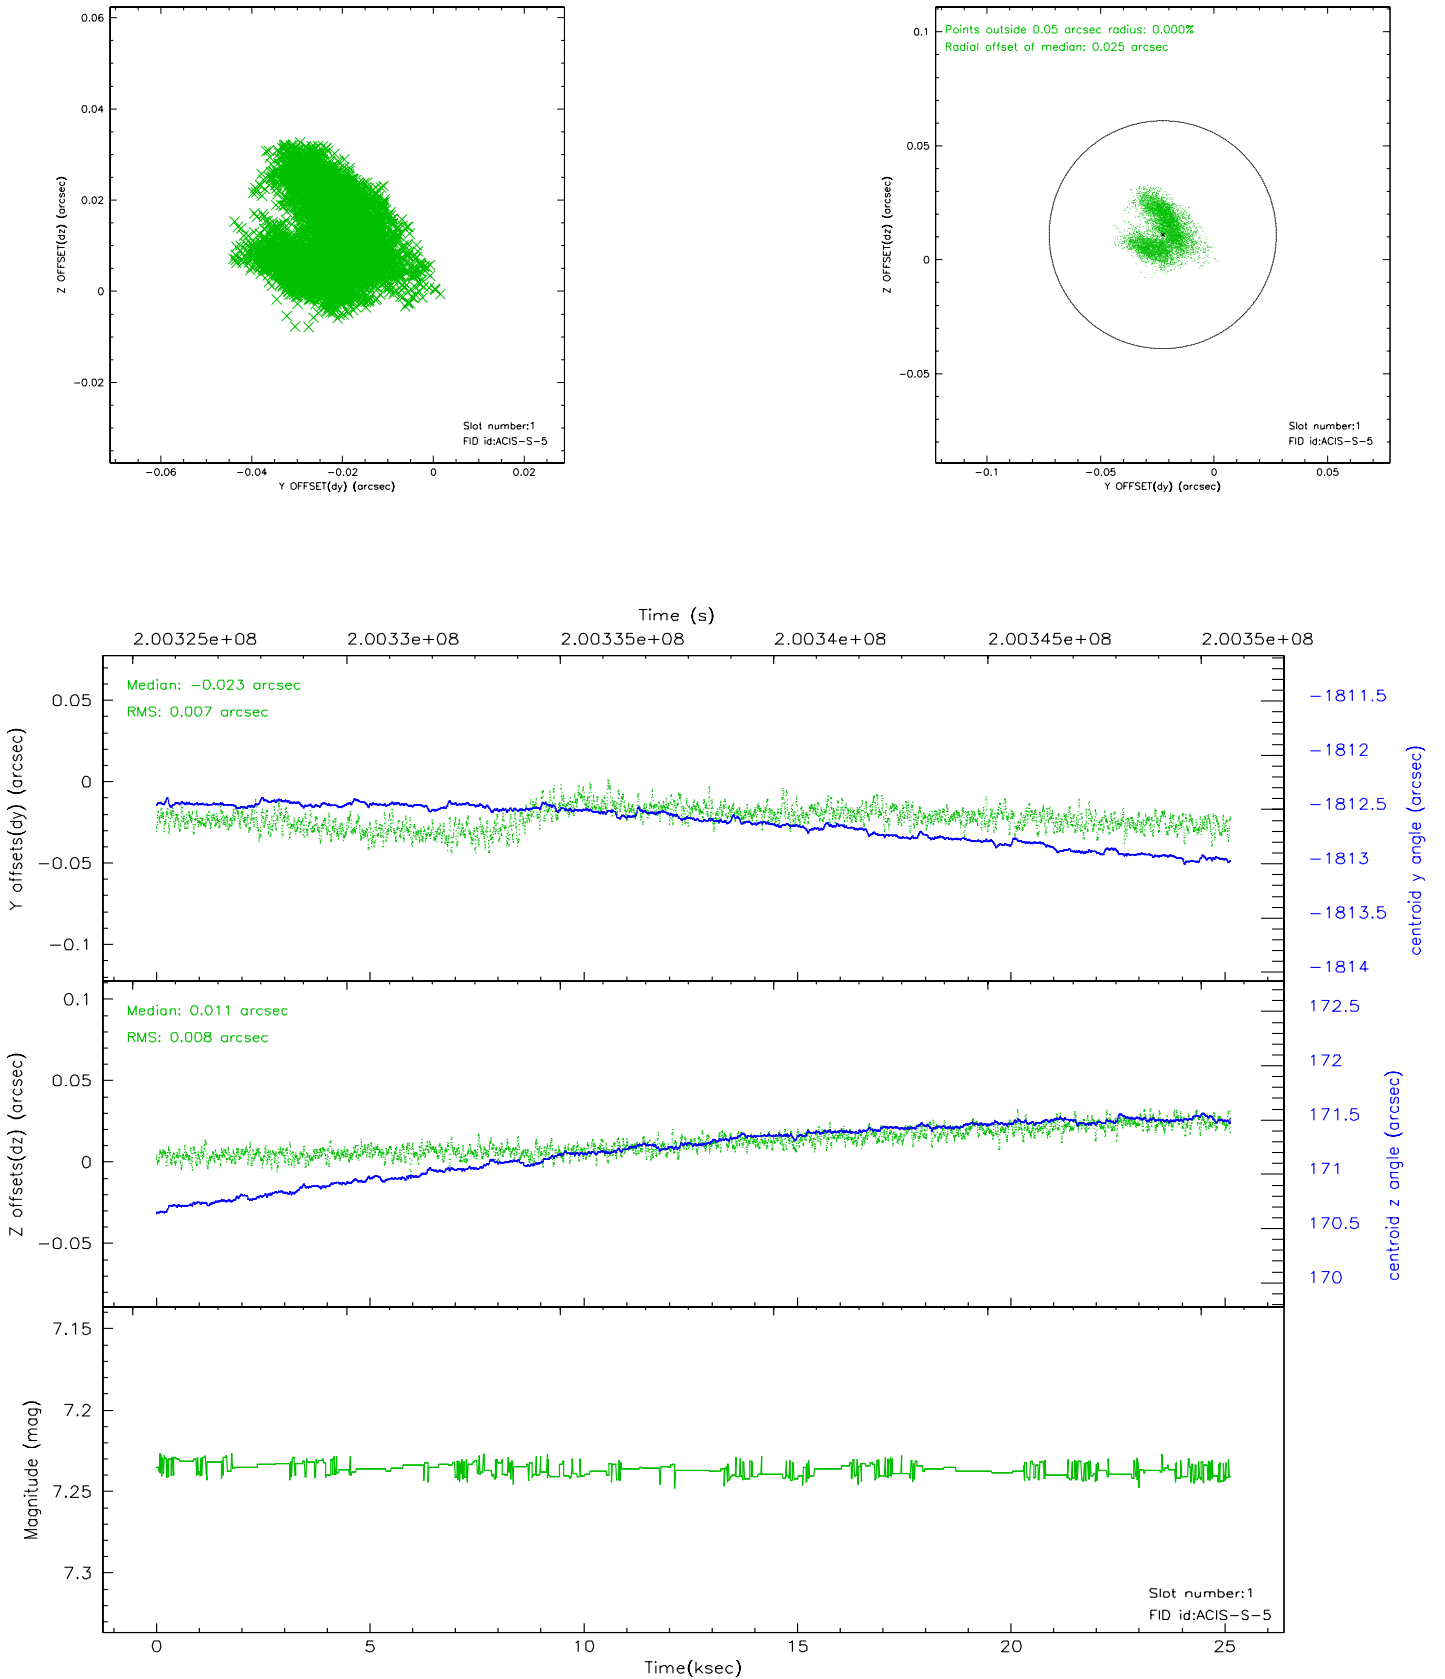 0.06
0.04
0.02
0
−0.02
Z OFFSET(dz) (arcsec)
Slot number:1
FID id:ACIS−S−5
−0.06
−0.04
−0.02
0
0.02
Y OFFSET(dy) (arcsec)
Points outside 0.05 arcsec radius: 0.000%
Radial offset of median: 0.025 arcsec
0.1
0.05
0
−0.05
Z OFFSET(dz) (arcsec)
Slot number:1
FID id:ACIS−S−5
−0.1
−0.05
0
0.05
Y OFFSET(dy) (arcsec)
Time (s)
2.00325e+08
2.0033e+08
2.00335e+08
2.0034e+08
2.00345e+08
2.0035e+08
Median: −0.023 arcsec
RMS: 0.007 arcsec
0.05
0
−0.05
−0.1
Y offsets(dy) (arcsec)
−1811.5
−1812
−1812.5
−1813
−1813.5
−1814
centroid y angle (arcsec)
Median: 0.011 arcsec
RMS: 0.008 arcsec
0.1
0.05
0
−0.05
Z offsets(dz) (arcsec)
172.5
172
171.5
171
170.5
170
centroid z angle (arcsec)
7.15
7.2
7.25
7.3
Magnitude (mag)
Slot number:1
FID id:ACIS−S−5
0
5
10
15
20
25
Time(ksec)